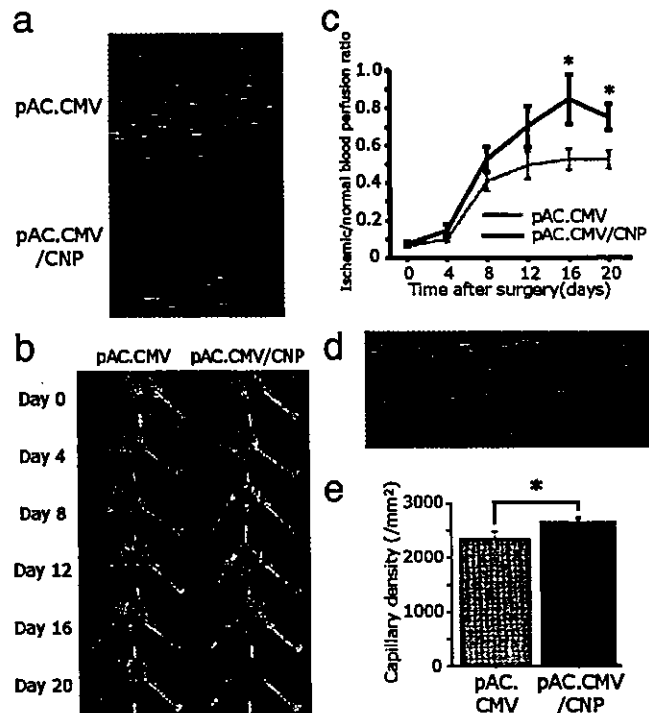 a
pAC.CMV
pAC.CMV
/CNP
b
pAC.CMV pAC.CMV/CNP
Day 0
Day 4
Day 8
Day 12
Day 16
Day 20
c
Ischemic/normal blood perfusion ratio
1.0
0.8
0.6
0.4
0.2
0
* *
pAC.CMV
pAC.CMV/CNP
0 4 8 12 16 20
Time after surgery(days)
d
e
Capillary density (/mm²)
3000
2000
1000
0
*
pAC.
CMV
pAC.CMV
/CNP